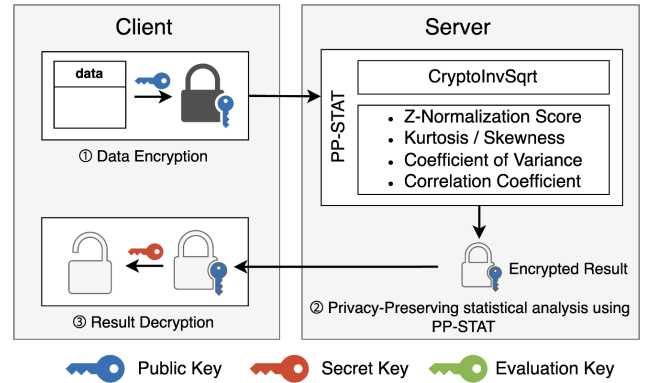 Client
Server
data
① Data Encryption
PP-STAT
CryptoInvSqrt
• Z-Normalization Score
• Kurtosis / Skewness
• Coefficient of Variance
• Correlation Coefficient
Encrypted Result
② Privacy-Preserving statistical analysis using
PP-STAT
③ Result Decryption
Public Key
Secret Key
Evaluation Key